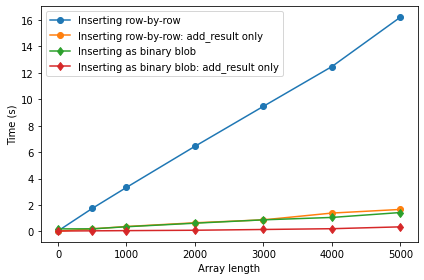 Inserting row-by-row
Inserting row-by-row: add_result only
Inserting as binary blob
Inserting as binary blob: add_result only
Time (s)
16
14
12
10
8
6
4
2
0
0 1000 2000 3000 4000 5000
Array length